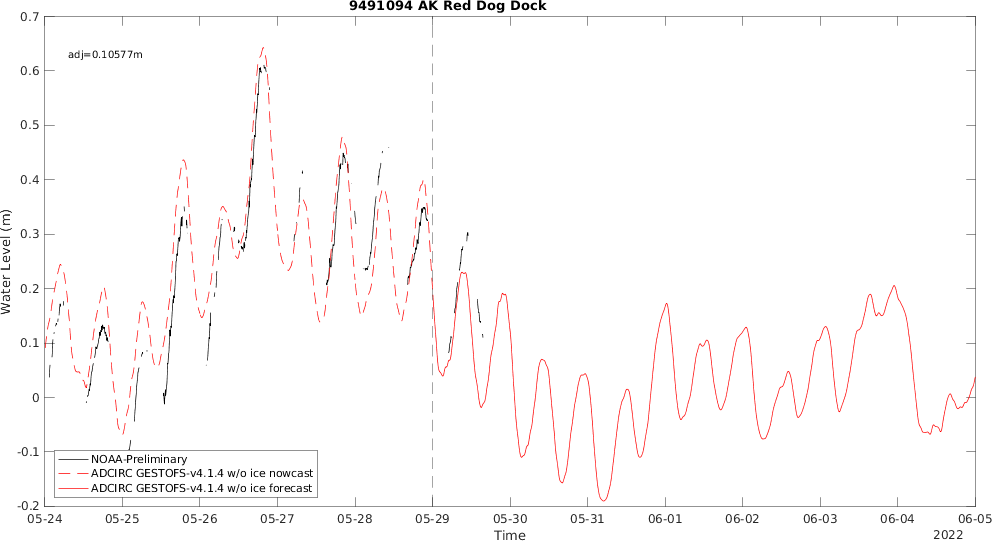 9491094 AK Red Dog Dock
adj=0.10577m
0.7
0.6
0.5
0.4
0.3
0.2
0.1
0
-0.1
-0.2
Water Level (m)
NOAA-Preliminary
ADCIRC GESTOFS-v4.1.4 w/o ice nowcast
ADCIRC GESTOFS-v4.1.4 w/o ice forecast
05-24 05-25 05-26 05-27 05-28 05-29 05-30 05-31 06-01 06-02 06-03 06-04 06-05
Time
2022